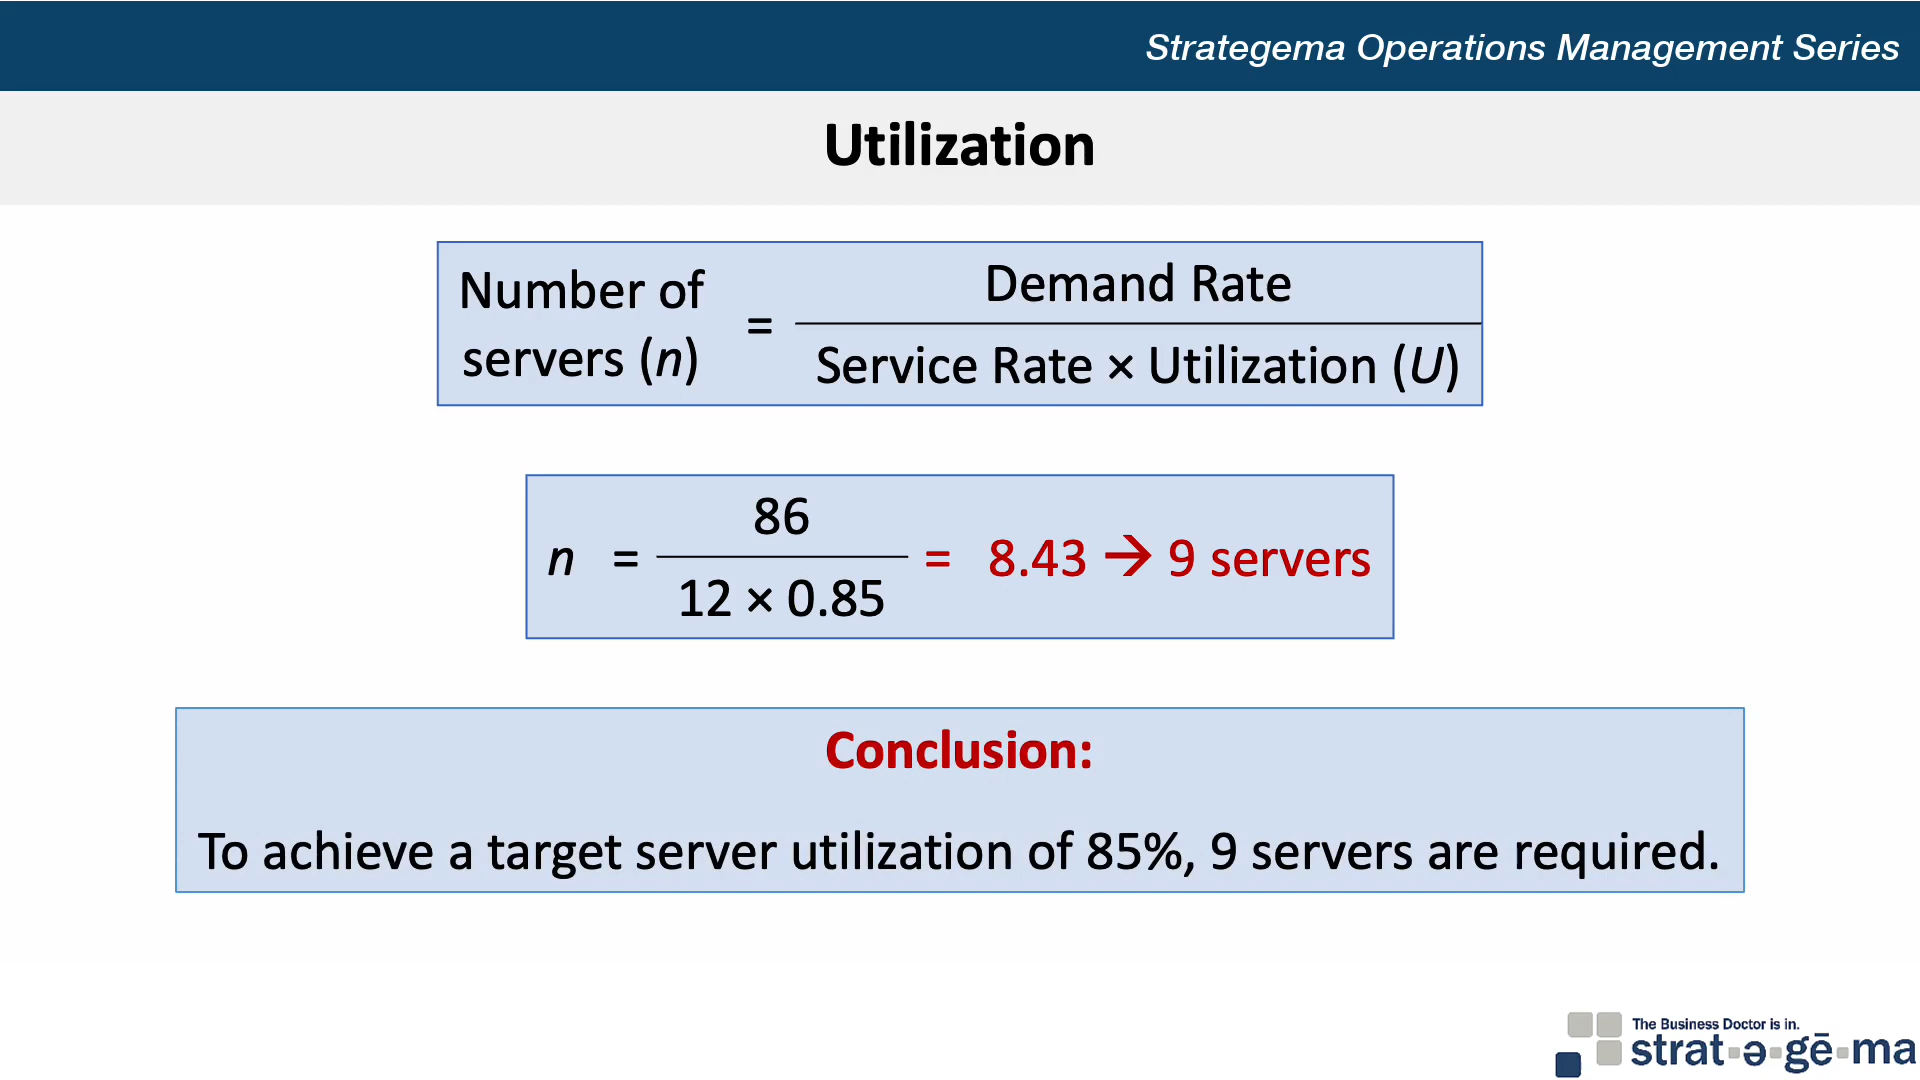 Strategema Operations Management Series
Utilization
Number of
servers (n)
=
Demand Rate
Service Rate × Utilization (U)
n =
86
12 × 0.85
= 8.43 → 9 servers
Conclusion:
To achieve a target server utilization of 85%, 9 servers are required.
The Business Doctor is in.
strat▪ə▪gē▪ma